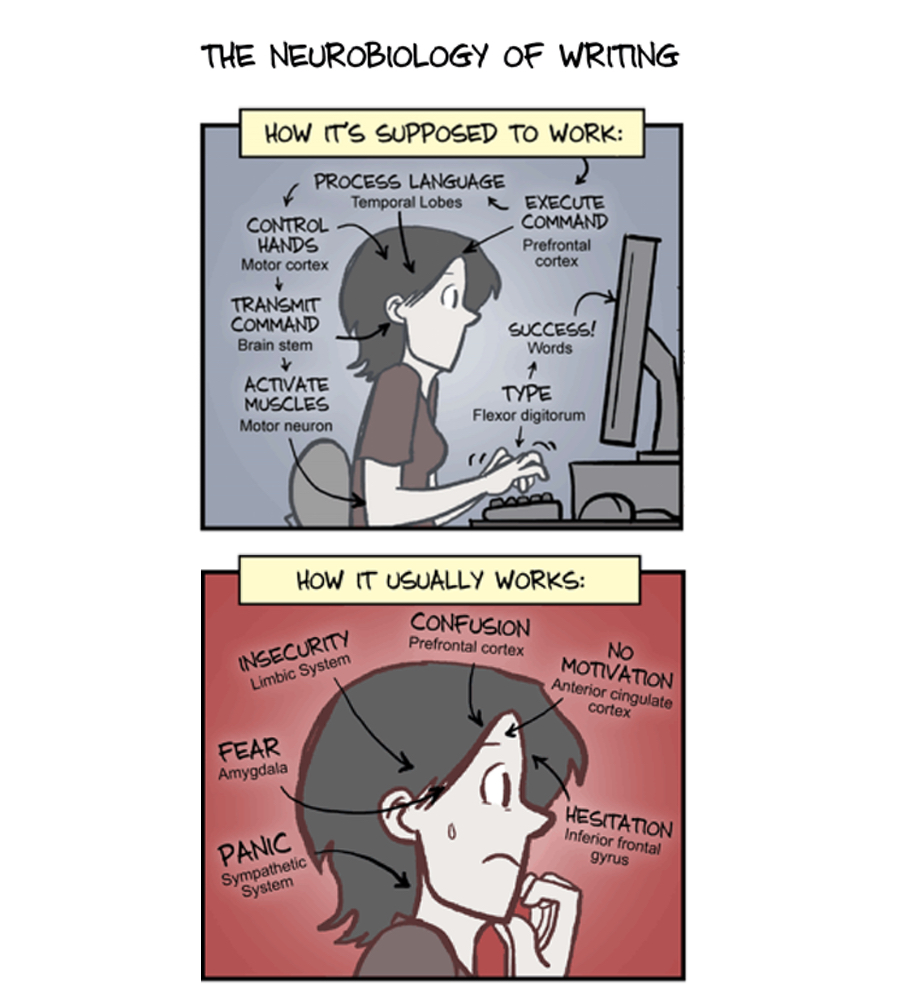 THE NEUROBIOLOGY OF WRITING
HOW IT'S SUPPOSED TO WORK:
EXECUTE
COMMAND
Prefrontal
cortex
PROCESS LANGUAGE
Temporal Lobes
CONTROL
HANDS
Motor cortex
TRANSMIT
COMMAND
Brain stem
ACTIVATE
MUSCLES
Motor neuron
TYPE
Flexor digitorum
SUCCESS!
Words
HOW IT USUALLY WORKS:
CONFUSION
Prefrontal cortex
INSECURITY
Limbic System
NO
MOTIVATION
Anterior cingulate
cortex
FEAR
Amygdala
HESITATION
Inferior frontal
gyrus
PANIC
Sympathetic
System